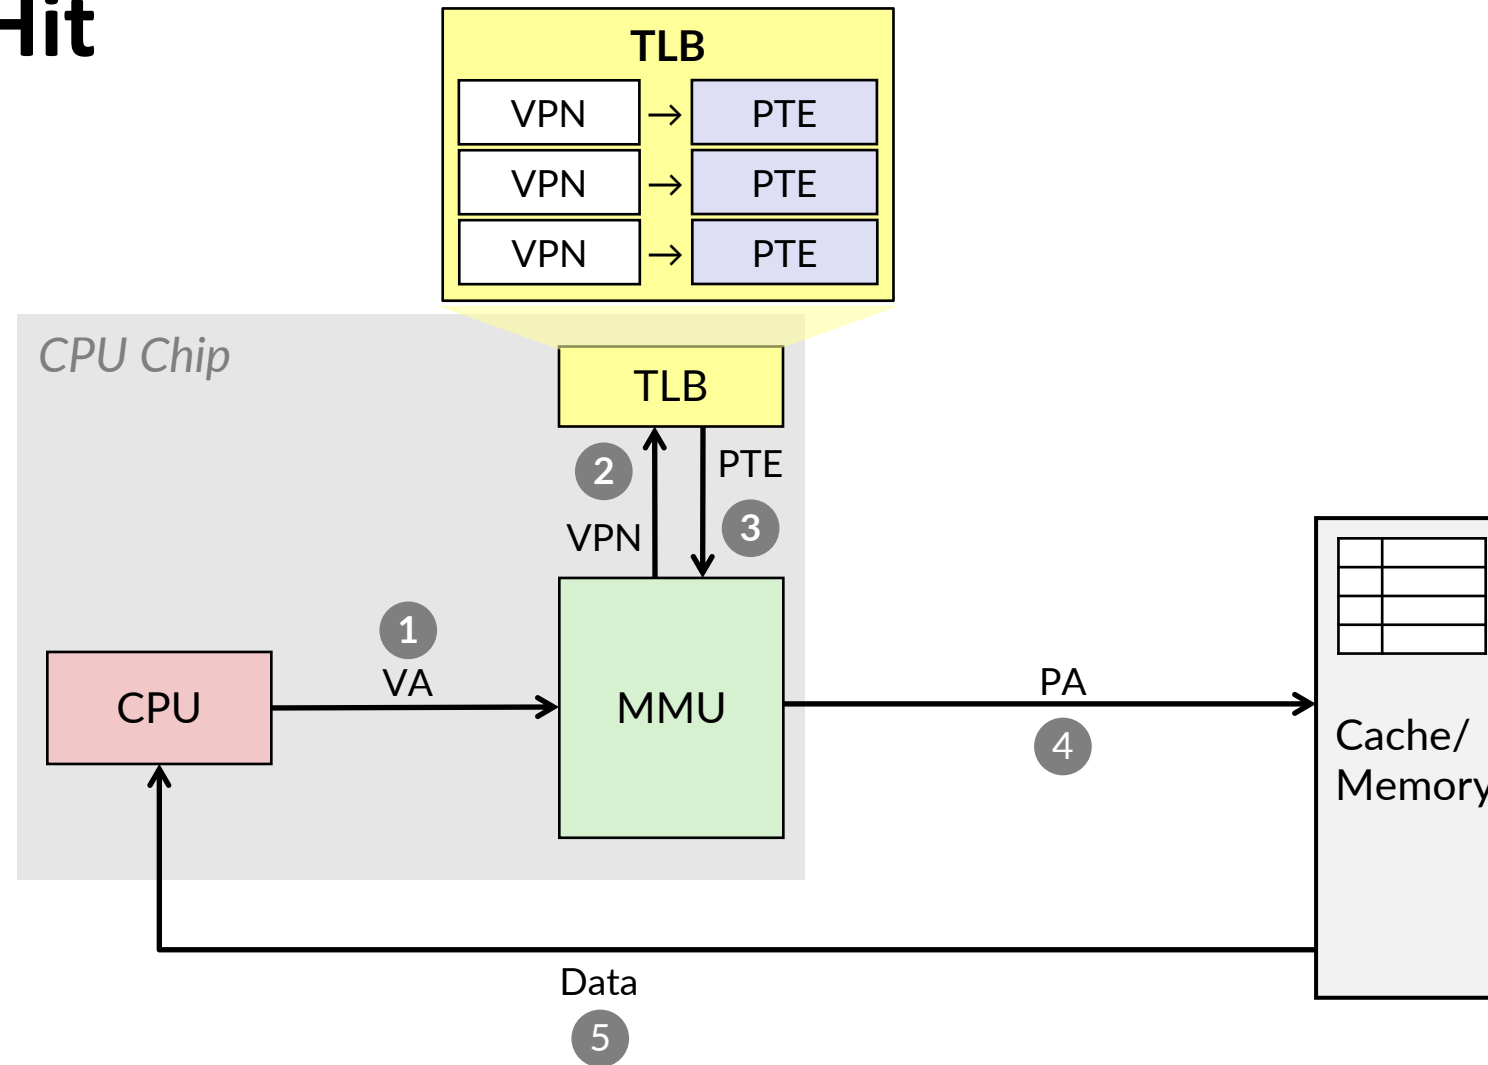 Hit
TLB
VPN → PTE
VPN → PTE
VPN → PTE
CPU Chip
TLB
2
PTE
VPN
3
1
VA
CPU
MMU
PA
4
Cache/
Memory
Data
5